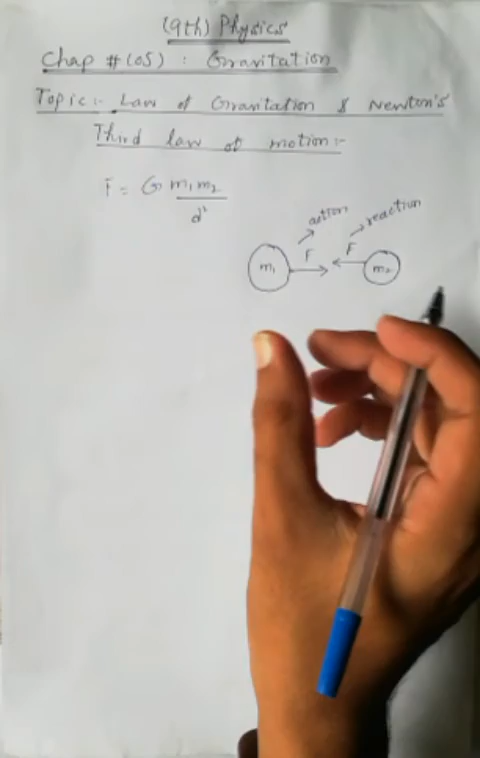 (9th) Physics
Chap # (05) : Gravitation
Topic:- Law of Gravitation & Newton's
Third law of motion:-
F = G m₁m₂
d²
action
reaction
F
F
m₁
m₂